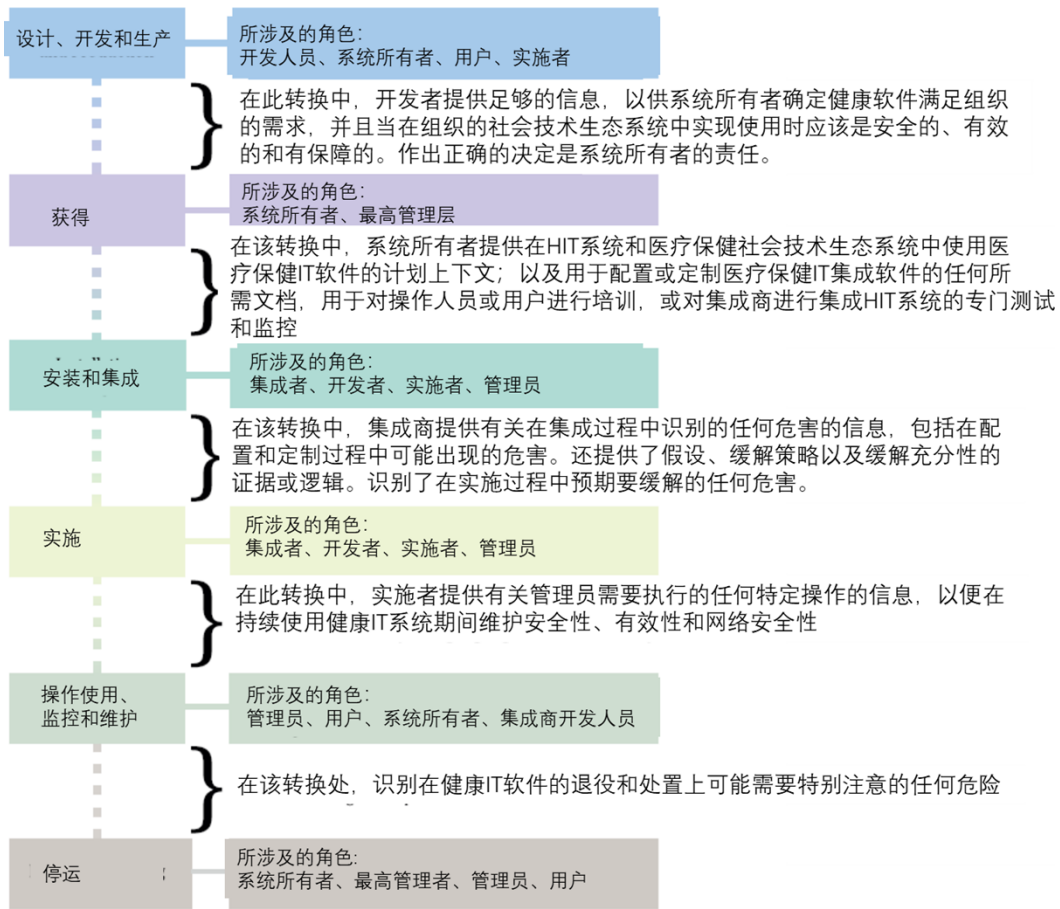 设计、开发和生产
所涉及的角色:
开发人员、系统所有者、用户、实施者
在此转换中，开发者提供足够的信息，以供系统所有者确定健康软件满足组织
的需求，并且当在组织的社会技术生态系统中实现使用时应该是安全的、有效
的和有保障的。作出正确的决定是系统所有者的责任。
获得
所涉及的角色:
系统所有者、最高管理层
在该转换中，系统所有者提供在HIT系统和医疗保健社会技术生态系统中使用医
疗保健IT软件的计划上下文；以及用于配置或定制医疗保健IT集成软件的任何所
需文档，用于对操作人员或用户进行培训，或对集成商进行集成HIT系统的专门测试
和监控
安装和集成
所涉及的角色:
集成者、开发者、实施者、管理员
在该转换中，集成商提供有关在集成过程中识别的任何危害的信息，包括在配
置和定制过程中可能出现的危害。还提供了假设、缓解策略以及缓解充分性的
证据或逻辑。识别了在实施过程中预期要缓解的任何危害。
实施
所涉及的角色:
集成者、开发者、实施者、管理员
在此转换中，实施者提供有关管理员需要执行的任何特定操作的信息，以便在
持续使用健康IT系统期间维护安全性、有效性和网络安全性
操作使用、
监控和维护
所涉及的角色:
管理员、用户、系统所有者、集成商开发人员
在该转换处，识别在健康IT软件的退役和处置上可能需要特别注意的任何危险
停运
所涉及的角色:
系统所有者、最高管理者、管理员、用户